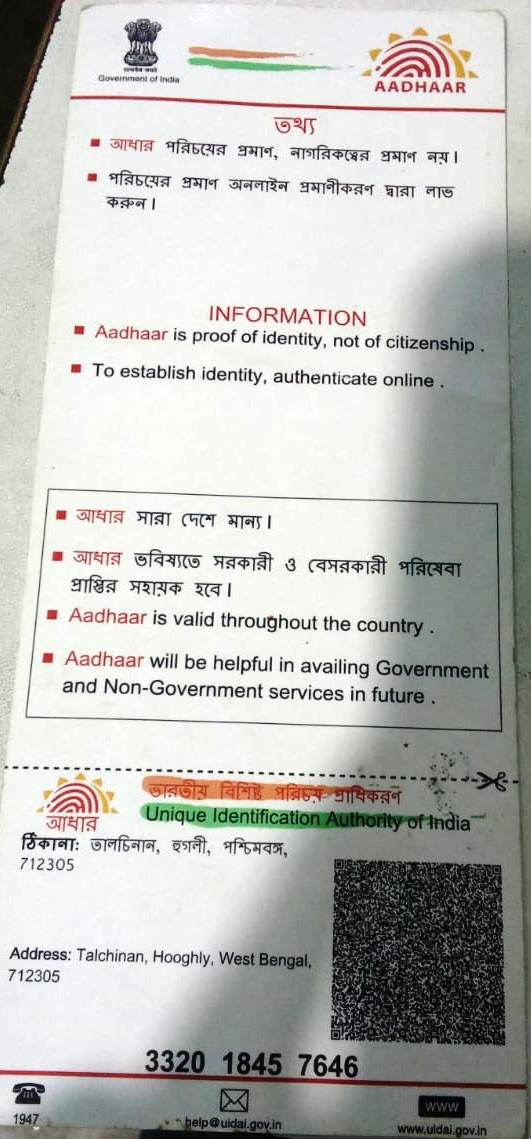 सत्यमेव जयते
Government of India
AADHAAR
তথ্য
আধার পরিচয়ের প্রমাণ, নাগরিকত্বের প্রমাণ নয়।
পরিচয়ের প্রমাণ অনলাইন প্রমাণীকরণ দ্বারা লাভ
করুন।
INFORMATION
Aadhaar is proof of identity, not of citizenship .
To establish identity, authenticate online .
আধার সারা দেশে মান্য।
আধার ভবিষ্যতে সরকারী ও বেসরকারী পরিষেবা
প্রাপ্তির সহায়ক হবে।
Aadhaar is valid throughout the country .
Aadhaar will be helpful in availing Government
and Non-Government services in future .
ভারতীয় বিশিষ্ট পরিচয় প্রাধিকরণ
Unique Identification Authority of India
আধার
ঠিকানা: তালচিনান, হুগলী, পশ্চিমবঙ্গ,
712305
Address: Talchinan, Hooghly, West Bengal,
712305
3320 1845 7646
1947
help@uidai.gov.in
www
www.uidai.gov.in